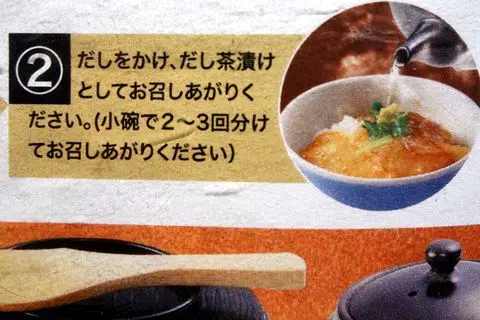 ② だしをかけ、だし茶漬け
としてお召しあがりく
ださい。(小碗で2〜3回分け
てお召しあがりください)